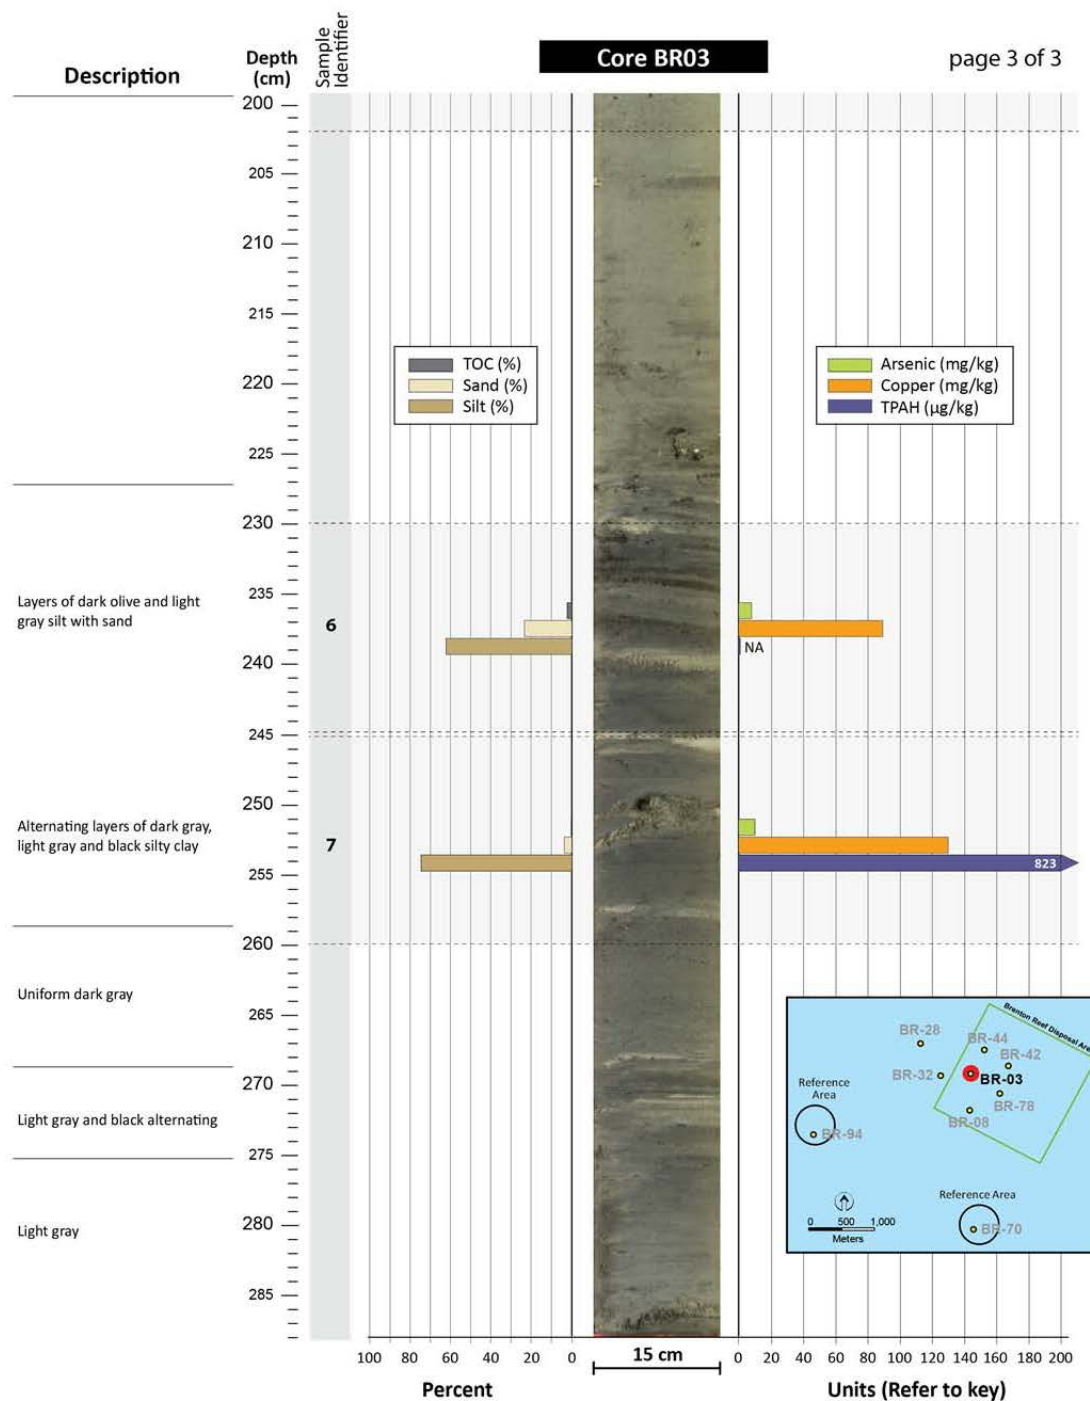 Description
Depth
(cm)
Sample
Identifier
Core BR03
page 3 of 3
200
205
210
215
220
225
230
235
240
245
250
255
260
265
270
275
280
285
TOC (%)
Sand (%)
Silt (%)
Arsenic (mg/kg)
Copper (mg/kg)
TPAH (µg/kg)
Layers of dark olive and light
gray silt with sand
6
NA
Alternating layers of dark gray,
light gray and black silty clay
7
823
Uniform dark gray
Light gray and black alternating
Light gray
Brenton Reef Disposal Area
BR-28
BR-44
BR-42
BR-32
BR-03
BR-78
BR-08
Reference
Area
BR-94
Reference Area
BR-70
0 500 1,000
Meters
100 80 60 40 20 0
Percent
15 cm
0 20 40 60 80 100 120 140 160 180 200
Units (Refer to key)